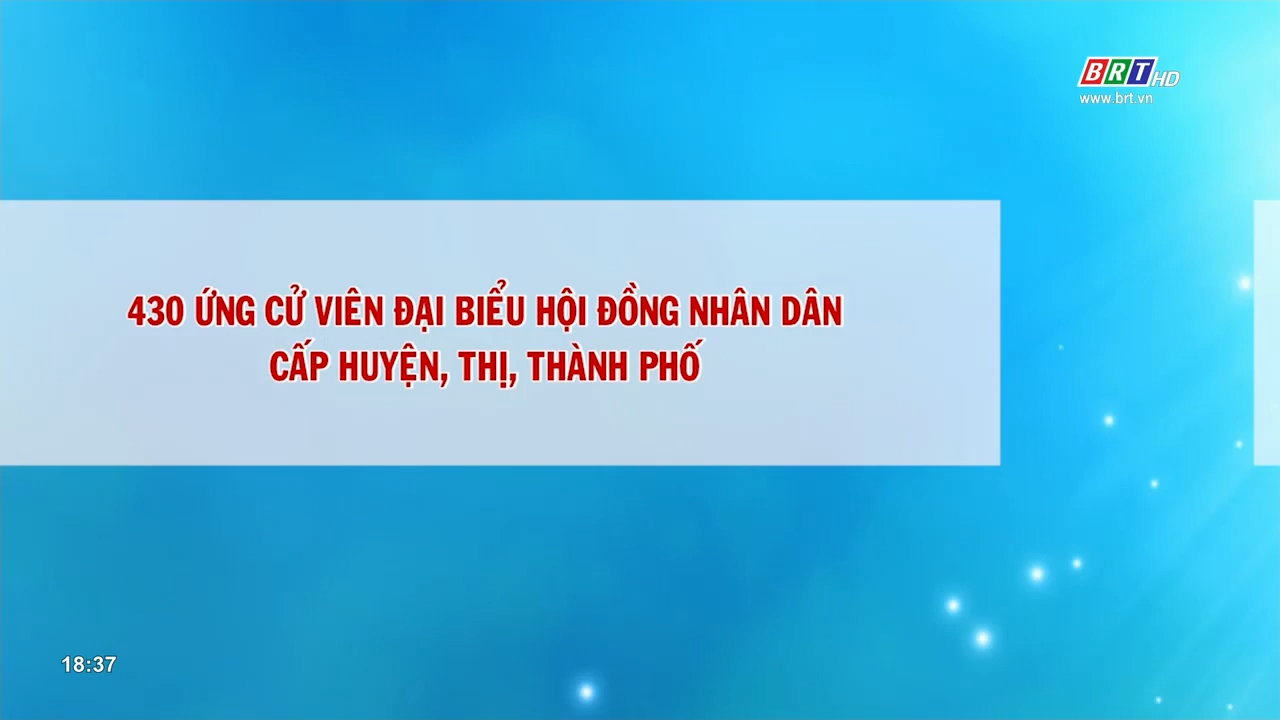 BRT HD
www.brt.vn
430 ỨNG CỬ VIÊN ĐẠI BIỂU HỘI ĐỒNG NHÂN DÂN
CẤP HUYỆN, THỊ, THÀNH PHỐ
18:37